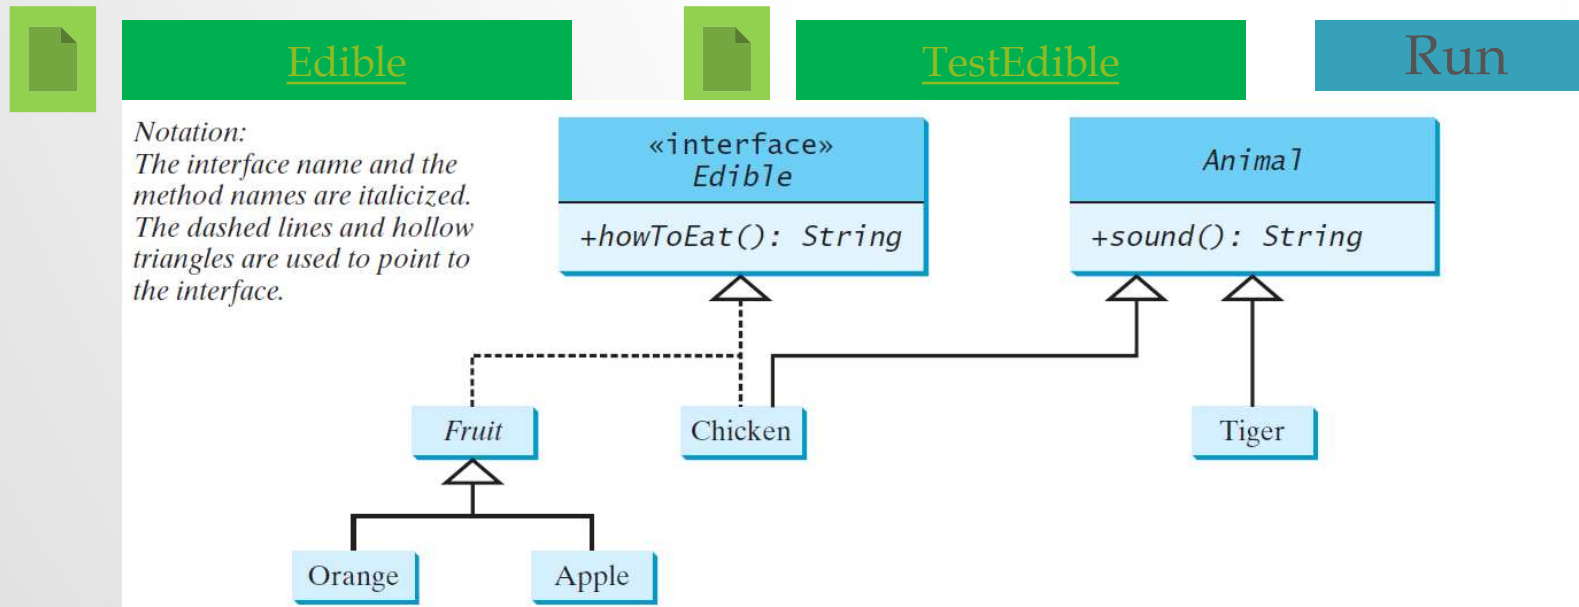 Edible
TestEdible
Run
Notation:
The interface name and the
method names are italicized.
The dashed lines and hollow
triangles are used to point to
the interface.
«interface»
Edible
+howToEat(): String
Animal
+sound(): String
Fruit
Chicken
Tiger
Orange
Apple